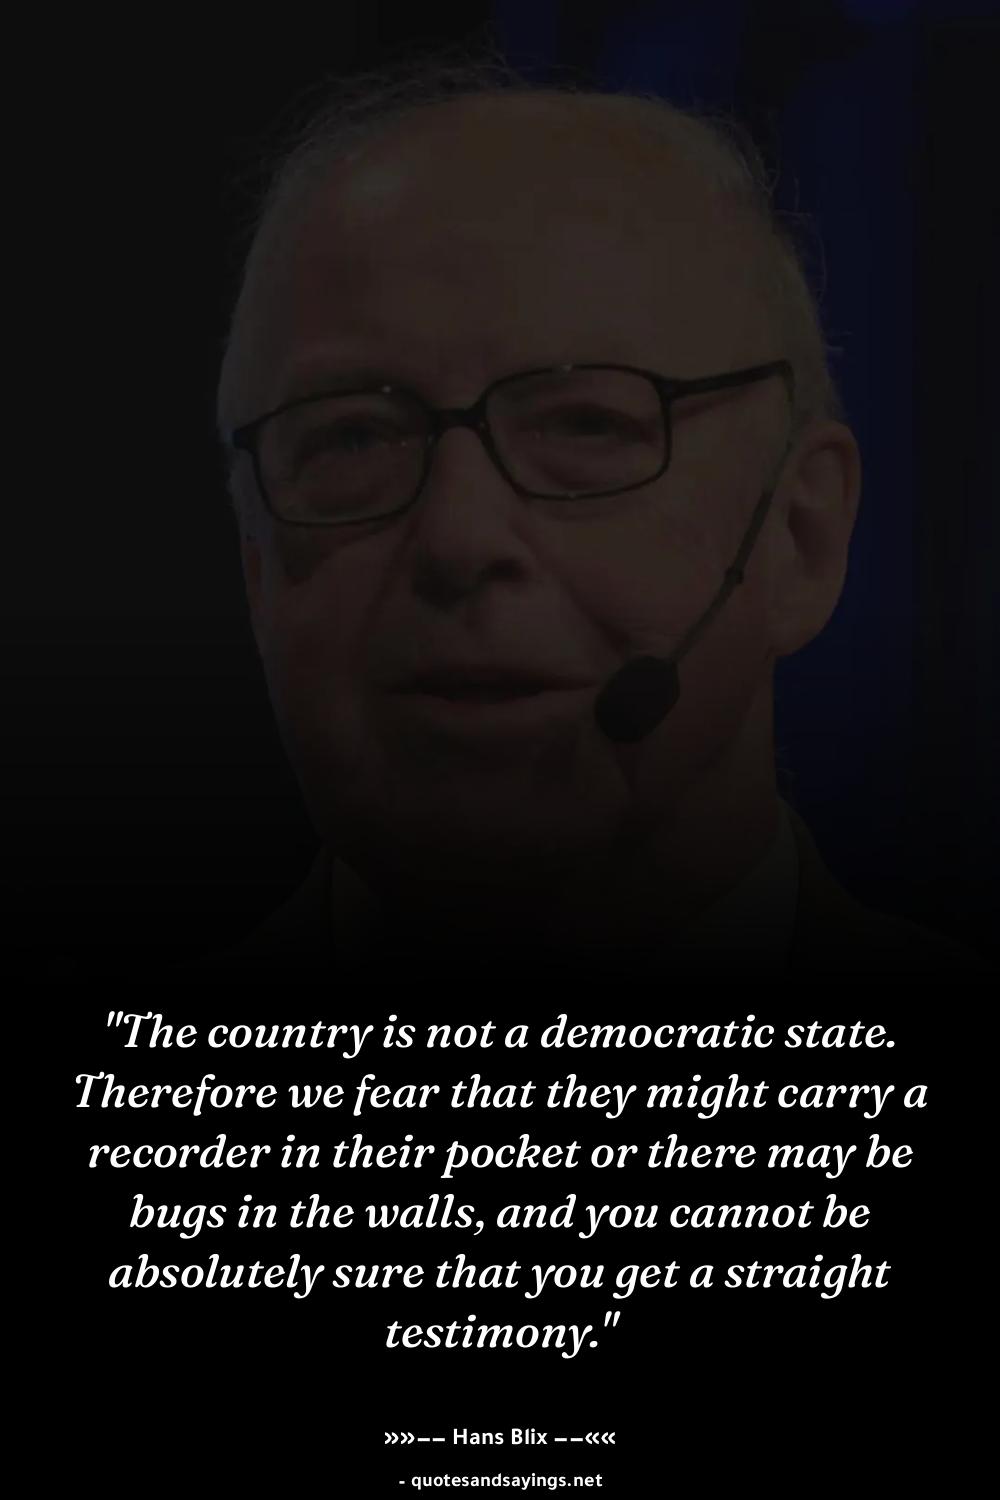 "The country is not a democratic state.
Therefore we fear that they might carry a
recorder in their pocket or there may be
bugs in the walls, and you cannot be
absolutely sure that you get a straight
testimony."
»»–– Hans Blix ––««
- quotesandsayings.net